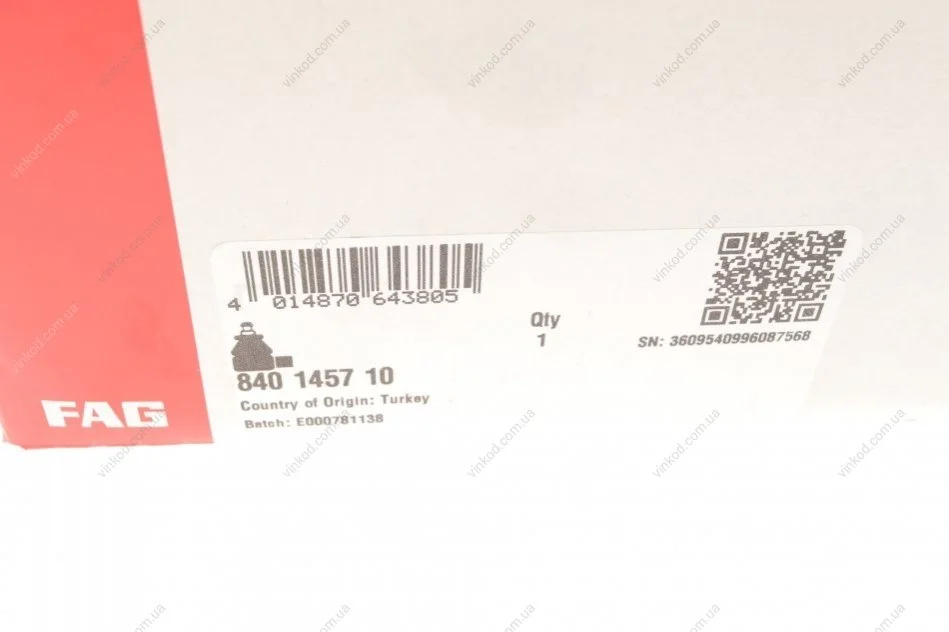 4 014870 643805
Qty
1
SN: 3609540996087568
840 1457 10
Country of Origin: Turkey
Batch: E000781138
FAG
vinkod.com.ua